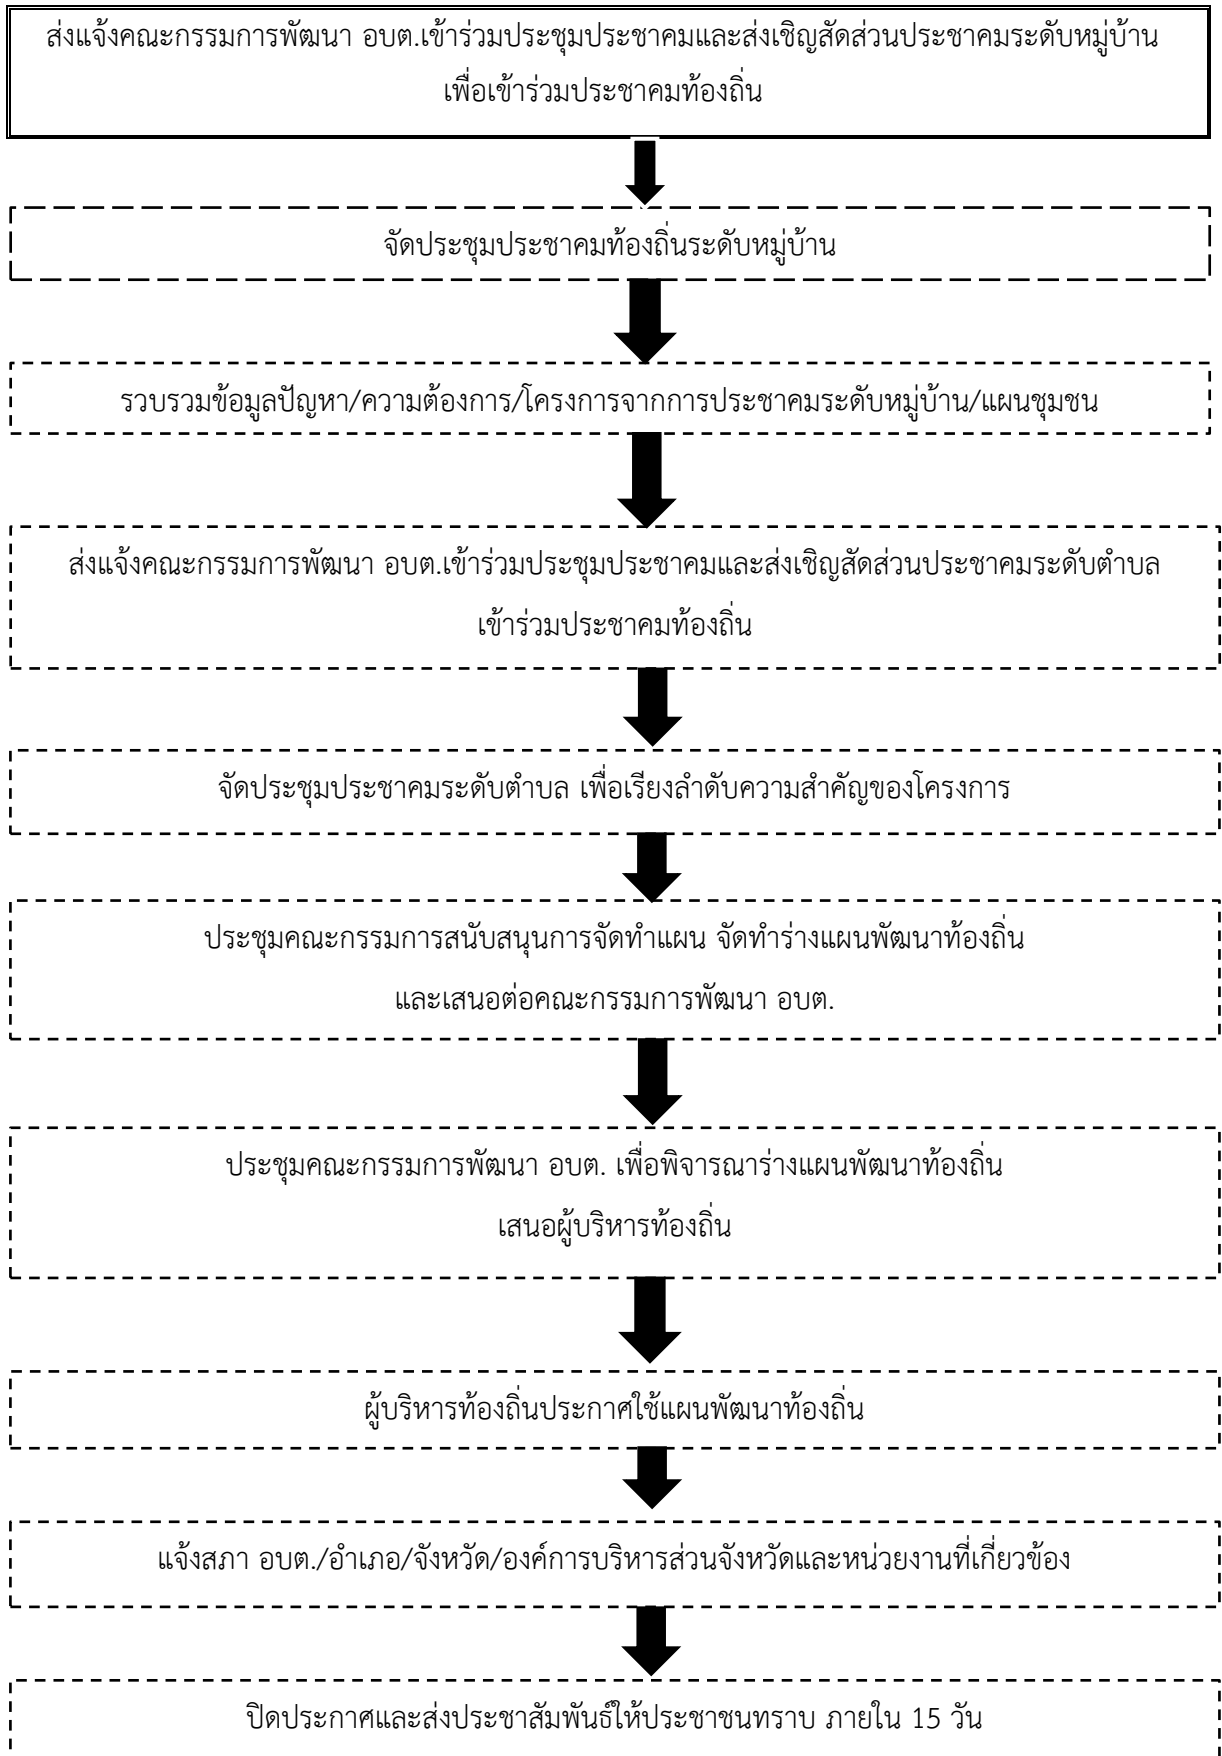 ส่งแจ้งคณะกรรมการพัฒนา อบต.เข้าร่วมประชุมประชาคมและส่งเชิญสัดส่วนประชาคมระดับหมู่บ้าน
เพื่อเข้าร่วมประชาคมท้องถิ่น
จัดประชุมประชาคมท้องถิ่นระดับหมู่บ้าน
รวบรวมข้อมูลปัญหา/ความต้องการ/โครงการจากการประชาคมระดับหมู่บ้าน/แผนชุมชน
ส่งแจ้งคณะกรรมการพัฒนา อบต.เข้าร่วมประชุมประชาคมและส่งเชิญสัดส่วนประชาคมระดับตำบล
เข้าร่วมประชาคมท้องถิ่น
จัดประชุมประชาคมระดับตำบล เพื่อเรียงลำดับความสำคัญของโครงการ
ประชุมคณะกรรมการสนับสนุนการจัดทำแผน จัดทำร่างแผนพัฒนาท้องถิ่น
และเสนอต่อคณะกรรมการพัฒนา อบต.
ประชุมคณะกรรมการพัฒนา อบต. เพื่อพิจารณาร่างแผนพัฒนาท้องถิ่น
เสนอผู้บริหารท้องถิ่น
ผู้บริหารท้องถิ่นประกาศใช้แผนพัฒนาท้องถิ่น
แจ้งสภา อบต./อำเภอ/จังหวัด/องค์การบริหารส่วนจังหวัดและหน่วยงานที่เกี่ยวข้อง
ปิดประกาศและส่งประชาสัมพันธ์ให้ประชาชนทราบ ภายใน 15 วัน